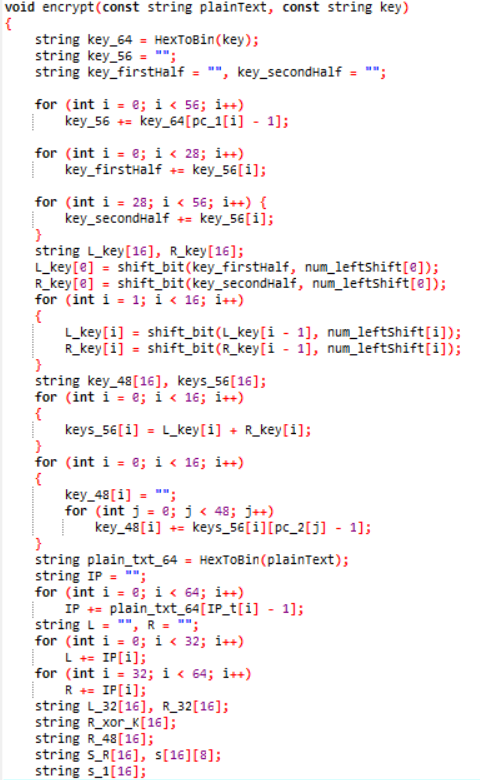 void encrypt(const string plainText, const string key)
{
string key_64 = HexToBin(key);
string key_56 = "";
string key_firstHalf = "", key_secondHalf = "";
for (int i = 0; i < 56; i++)
key_56 += key_64[pc_1[i] - 1];
for (int i = 0; i < 28; i++)
key_firstHalf += key_56[i];
for (int i = 28; i < 56; i++) {
key_secondHalf += key_56[i];
}
string L_key[16], R_key[16];
L_key[0] = shift_bit(key_firstHalf, num_leftShift[0]);
R_key[0] = shift_bit(key_secondHalf, num_leftShift[0]);
for (int i = 1; i < 16; i++)
{
L_key[i] = shift_bit(L_key[i - 1], num_leftShift[i]);
R_key[i] = shift_bit(R_key[i - 1], num_leftShift[i]);
}
string key_48[16], keys_56[16];
for (int i = 0; i < 16; i++)
{
keys_56[i] = L_key[i] + R_key[i];
}
for (int i = 0; i < 16; i++)
{
key_48[i] = "";
for (int j = 0; j < 48; j++)
key_48[i] += keys_56[i][pc_2[j] - 1];
}
string plain_txt_64 = HexToBin(plainText);
string IP = "";
for (int i = 0; i < 64; i++)
IP += plain_txt_64[IP_t[i] - 1];
string L = "", R = "";
for (int i = 0; i < 32; i++)
L += IP[i];
for (int i = 32; i < 64; i++)
R += IP[i];
string L_32[16], R_32[16];
string R_xor_K[16];
string R_48[16];
string S_R[16], s[16][8];
string s_1[16];